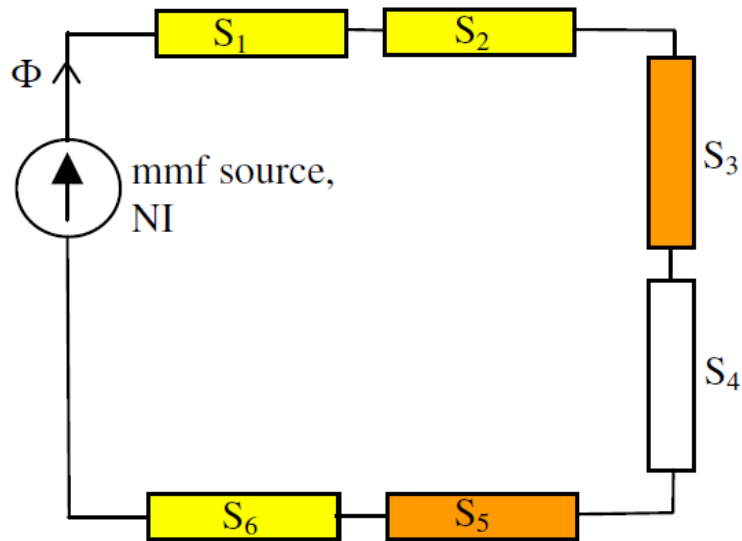 S₁
S₂
Φ
mmf source,
NI
S₃
S₄
S₆
S₅